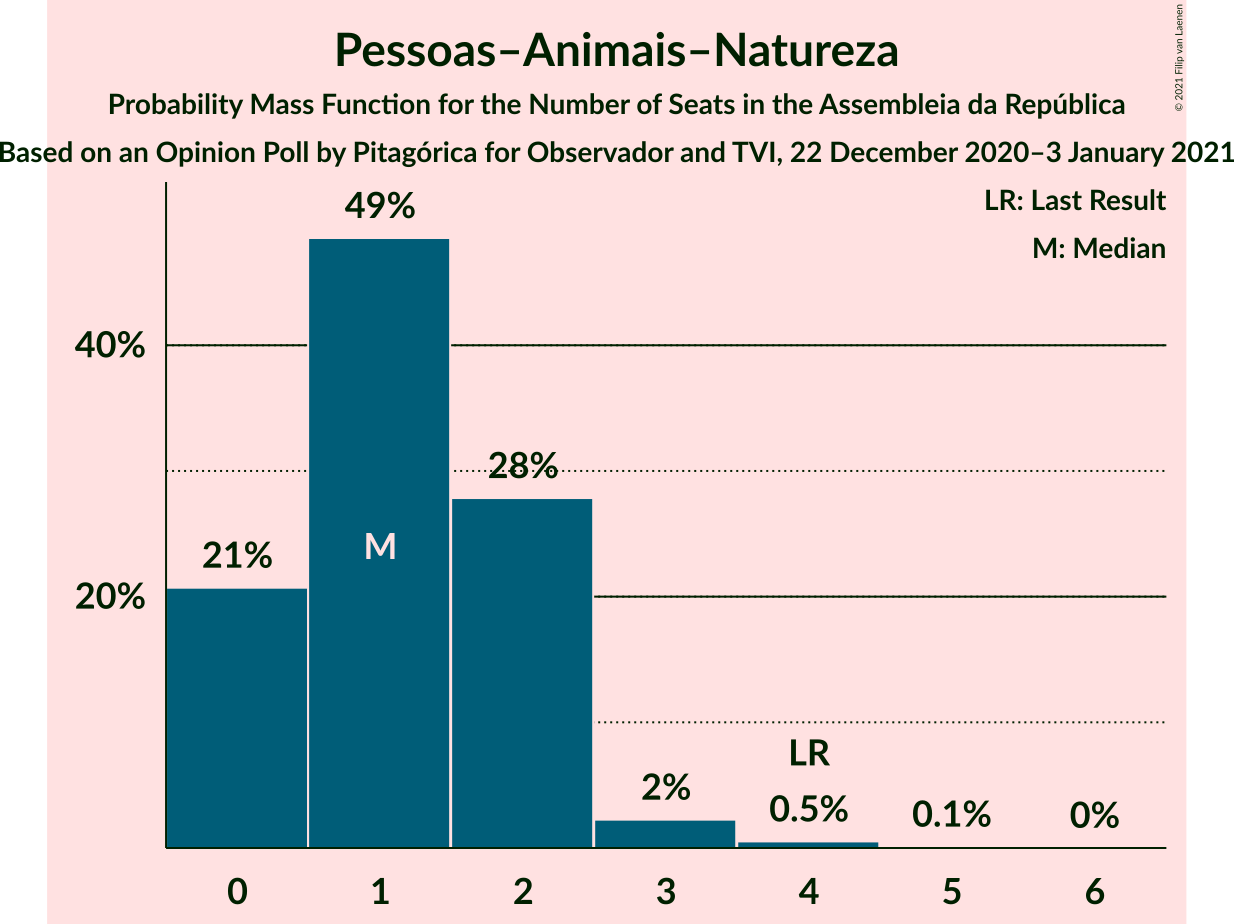 Pessoas–Animais–Natureza
Probability Mass Function for the Number of Seats in the Assembleia da República
Based on an Opinion Poll by Pitagórica for Observador and TVI, 22 December 2020–3 January 2021
© 2021 Filip van Laenen
LR: Last Result
M: Median
49%
40%
28%
M
21%
20%
LR
2%
0.5%
0.1%
0%
0 1 2 3 4 5 6